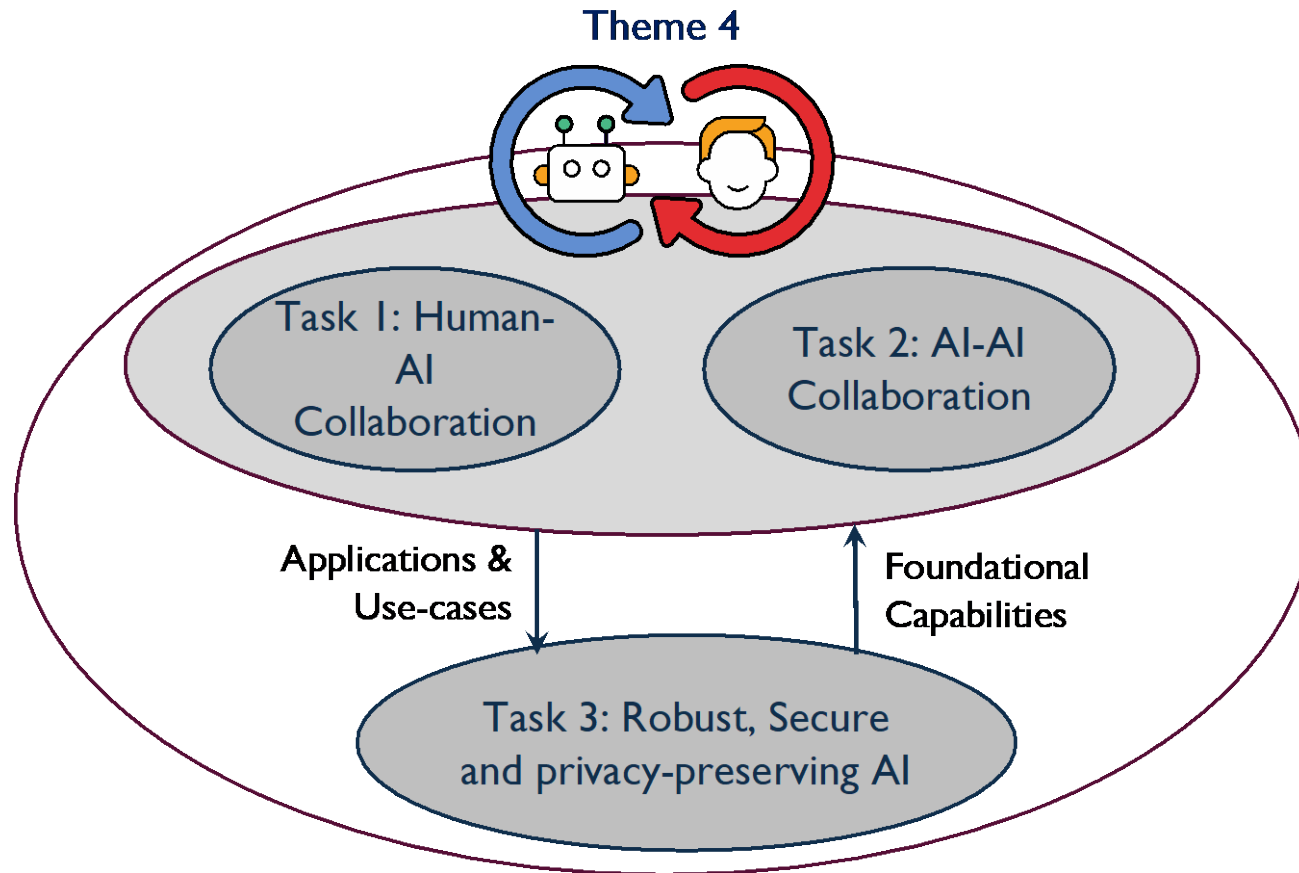 Theme 4
Task 1: Human-
AI
Collaboration
Task 2: AI-AI
Collaboration
Applications &
Use-cases
Foundational
Capabilities
Task 3: Robust, Secure
and privacy-preserving AI